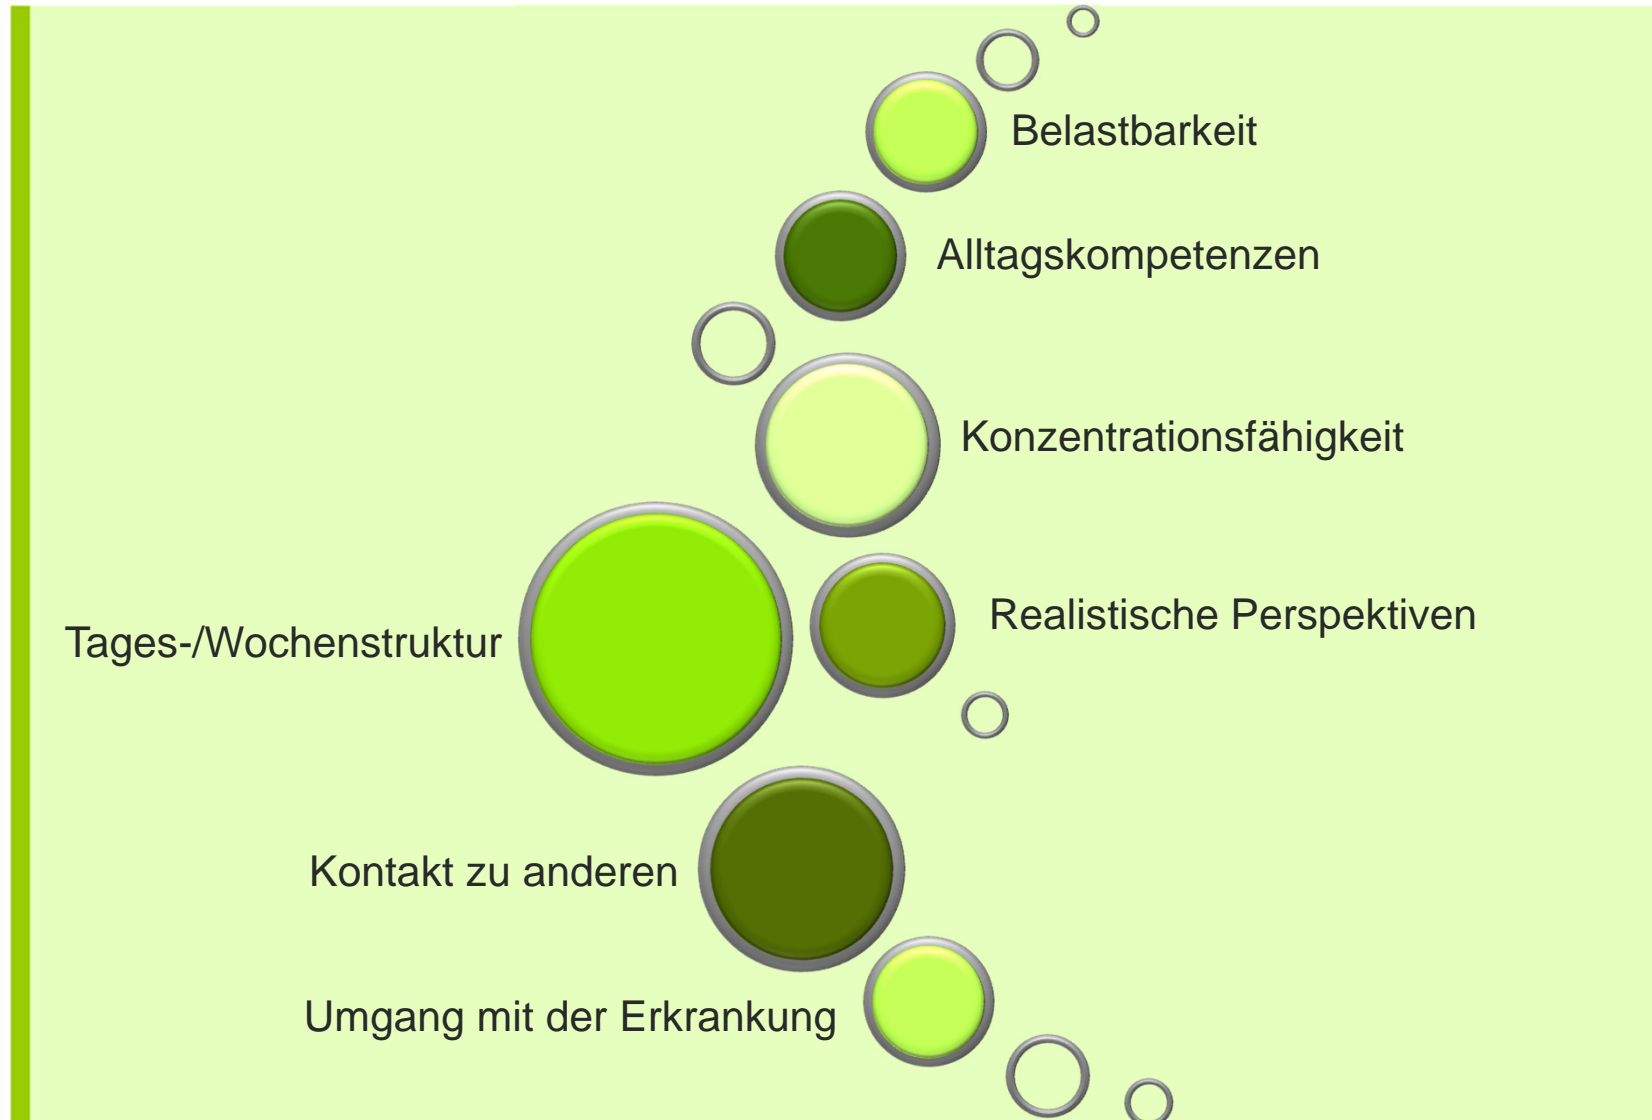 Belastbarkeit
Alltagskompetenzen
Konzentrationsfähigkeit
Realistische Perspektiven
Tages-/Wochenstruktur
Kontakt zu anderen
Umgang mit der Erkrankung